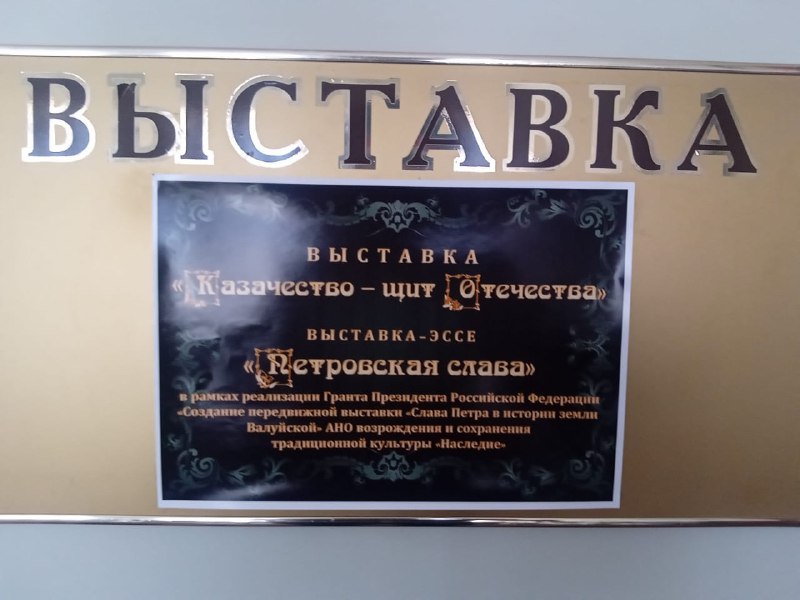 ВЫСТАВКА
ВЫСТАВКА
«Казачество – щит Отечества»
ВЫСТАВКА-ЭССЕ
«Петровская слава»
в рамках реализации Гранта Президента Российской Федерации
«Создание передвижной выставки «Слава Петра в истории земли
Валуйской» АНО возрождения и сохранения
традиционной культуры «Наследие»